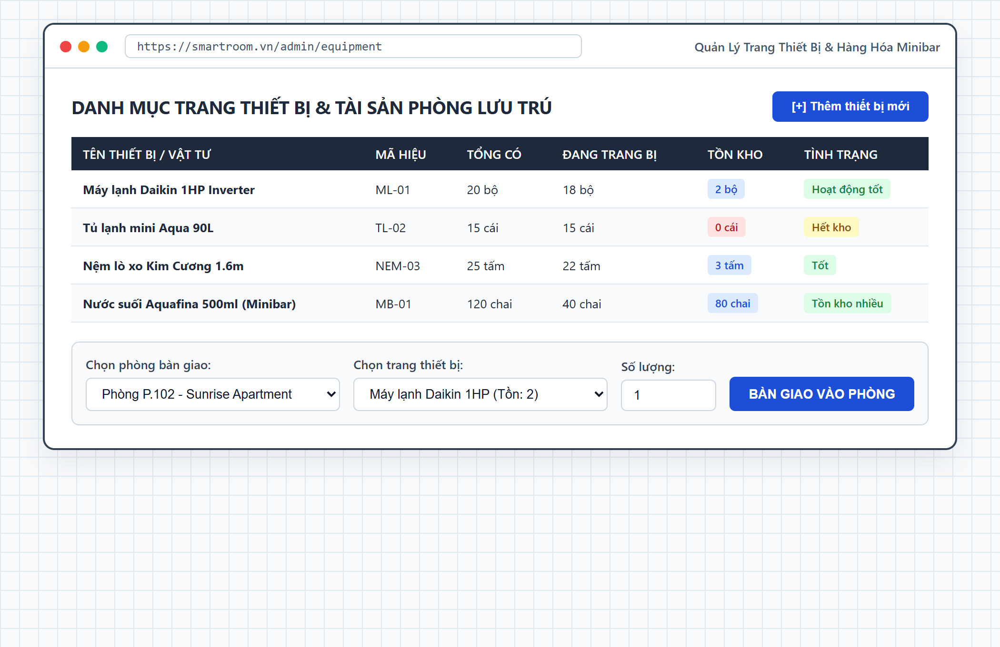 https://smartroom.vn/admin/equipment
Quản Lý Trang Thiết Bị & Hàng Hóa Minibar
DANH MỤC TRANG THIẾT BỊ & TÀI SẢN PHÒNG LƯU TRÚ
[+] Thêm thiết bị mới
TÊN THIẾT BỊ / VẬT TƯ MÃ HIỆU TỔNG CÓ ĐANG TRANG BỊ TỒN KHO TÌNH TRẠNG
Máy lạnh Daikin 1HP Inverter ML-01 20 bộ 18 bộ 2 bộ Hoạt động tốt
Tủ lạnh mini Aqua 90L TL-02 15 cái 15 cái 0 cái Hết kho
Nệm lò xo Kim Cương 1.6m NEM-03 25 tấm 22 tấm 3 tấm Tốt
Nước suối Aquafina 500ml (Minibar) MB-01 120 chai 40 chai 80 chai Tồn kho nhiều
Chọn phòng bàn giao: Chọn trang thiết bị: Số lượng:
Phòng P.102 - Sunrise Apartment Máy lạnh Daikin 1HP (Tồn: 2) 1 BÀN GIAO VÀO PHÒNG